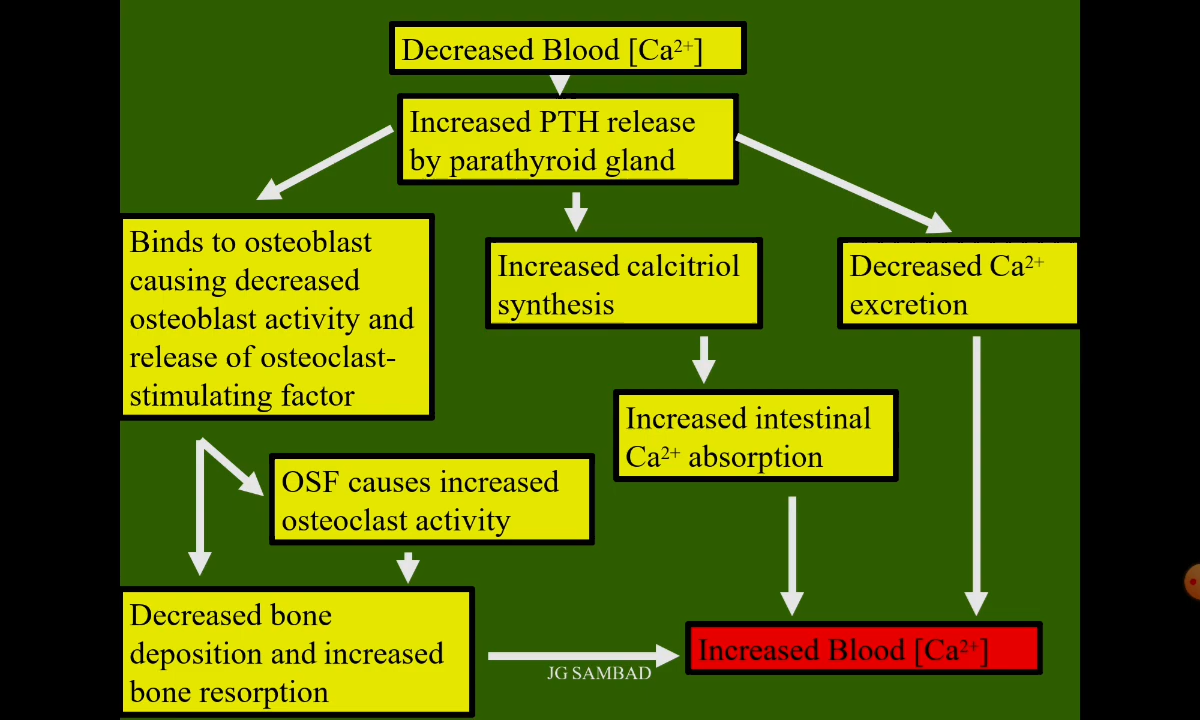 Decreased Blood [Ca²⁺]
Increased PTH release
by parathyroid gland
Binds to osteoblast
causing decreased
osteoblast activity and
release of osteoclast-
stimulating factor
Increased calcitriol
synthesis
Decreased Ca²⁺
excretion
Increased intestinal
Ca²⁺ absorption
OSF causes increased
osteoclast activity
Decreased bone
deposition and increased
bone resorption
Increased Blood [Ca²⁺]
JG SAMBAD